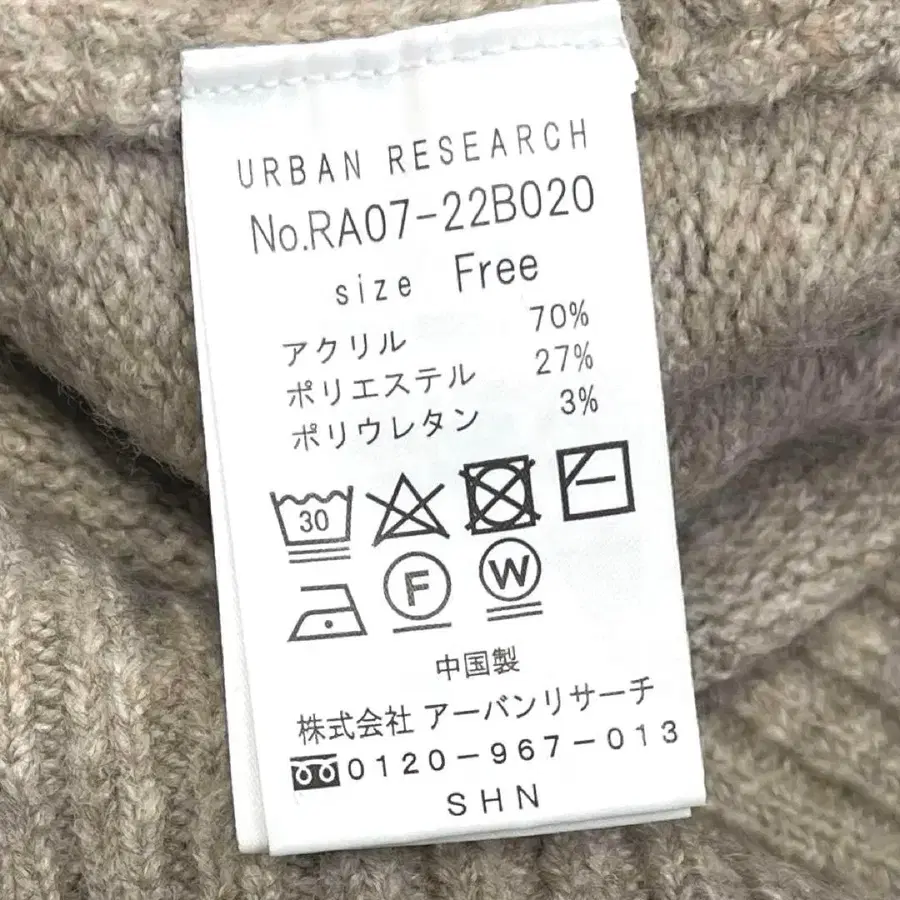 URBAN RESEARCH
No.RA07-22B020
size Free
アクリル 70%
ポリエステル 27%
ポリウレタン 3%
30
F W
中国製
株式会社 アーバンリサーチ
0120-967-013
SHN